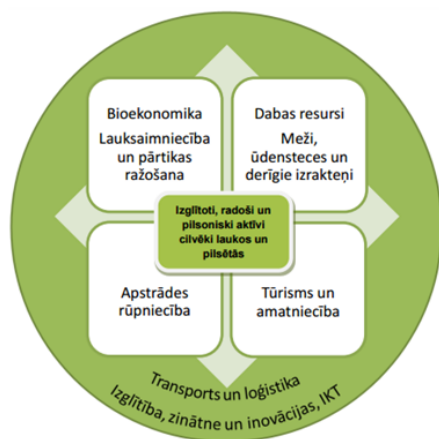 Bioekonomika
Lauksaimniecība
un pārtikas
ražošana
Dabas resursi
Meži,
ūdensteces un
derīgie izrakteņi
Izglītoti, radoši un
pilsoniski aktīvi
cilvēki laukos un
pilsētās
Apstrādes
rūpniecība
Tūrisms un
amatniecība
Transports un loģistika
Izglītība, zinātne un inovācijas, IKT